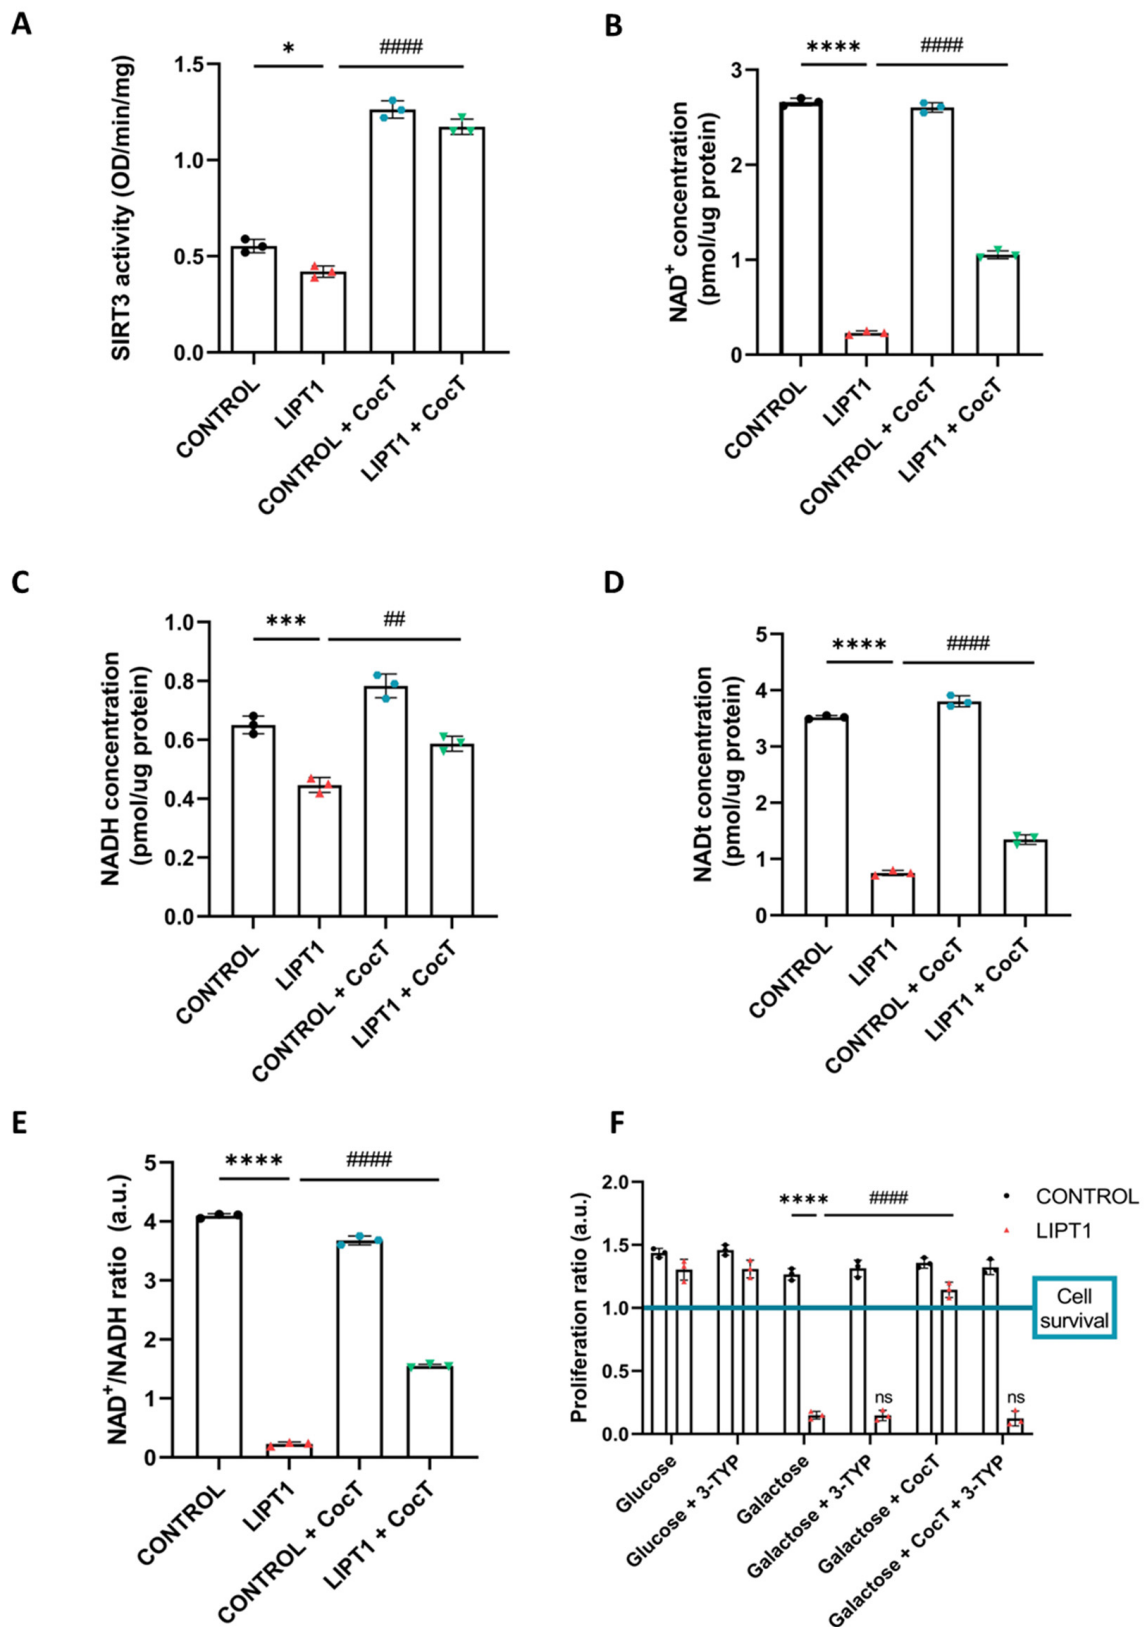 A
SIRT3 activity (OD/min/mg)
*
####
1.5
1.0
0.5
0.0
CONTROL
LIPT1
CONTROL + CocT
LIPT1 + CocT
B
NAD⁺ concentration
(pmol/ug protein)
****
####
3
2
1
0
CONTROL
LIPT1
CONTROL + CocT
LIPT1 + CocT
C
NADH concentration
(pmol/ug protein)
***
##
1.0
0.8
0.6
0.4
0.2
0.0
CONTROL
LIPT1
CONTROL + CocT
LIPT1 + CocT
D
NADt concentration
(pmol/ug protein)
****
####
5
4
3
2
1
0
CONTROL
LIPT1
CONTROL + CocT
LIPT1 + CocT
E
NAD⁺/NADH ratio (a.u.)
****
####
5
4
3
2
1
0
CONTROL
LIPT1
CONTROL + CocT
LIPT1 + CocT
F
Proliferation ratio (a.u.)
****
####
2.0
1.5
1.0
0.5
0.0
ns
ns
CONTROL
LIPT1
Cell
survival
Glucose
Glucose + 3-TYP
Galactose
Galactose + 3-TYP
Galactose + CocT
Galactose + CocT + 3-TYP